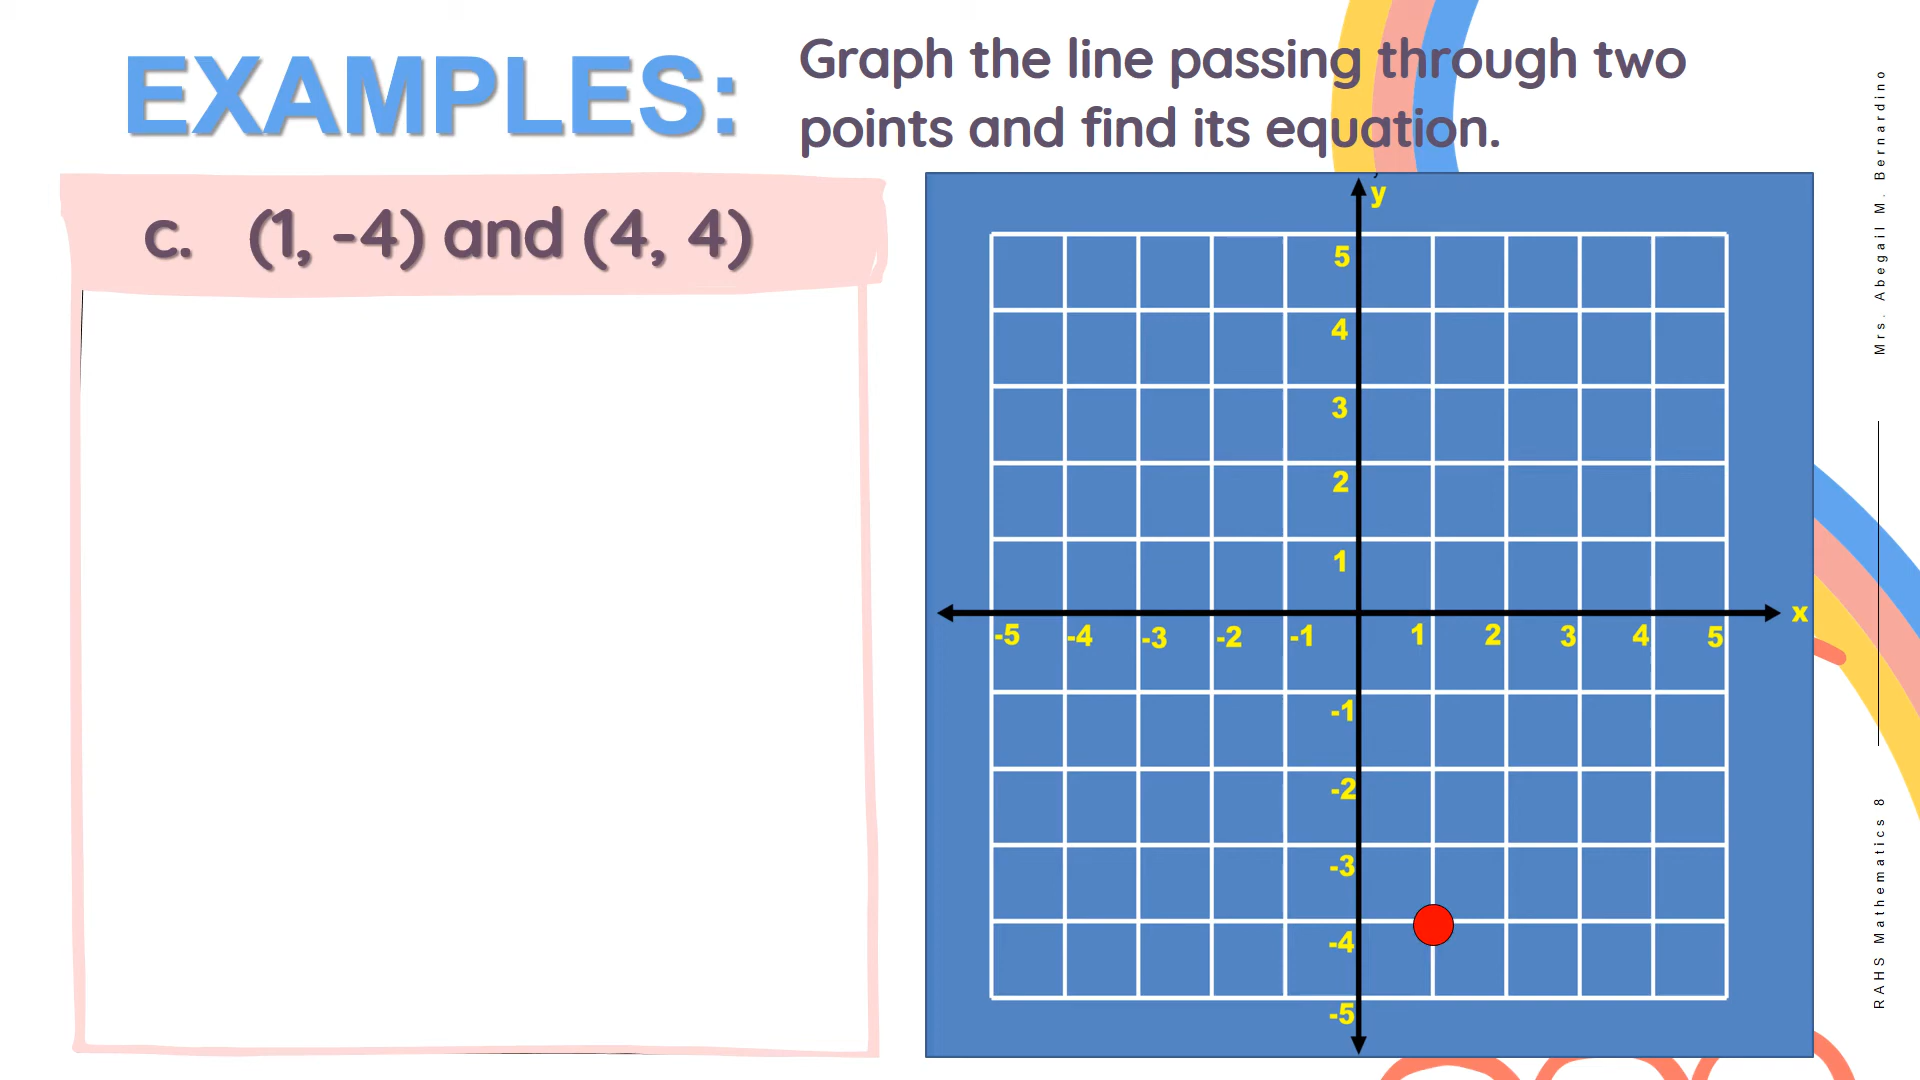 EXAMPLES:
Graph the line passing through two
points and find its equation.
c. (1, -4) and (4, 4)
y
5
4
3
2
1
x
-5 -4 -3 -2 -1 1 2 3 4 5
-1
-2
-3
-4
-5
Mrs. Abegail M. Bernardino
RAHS Mathematics 8